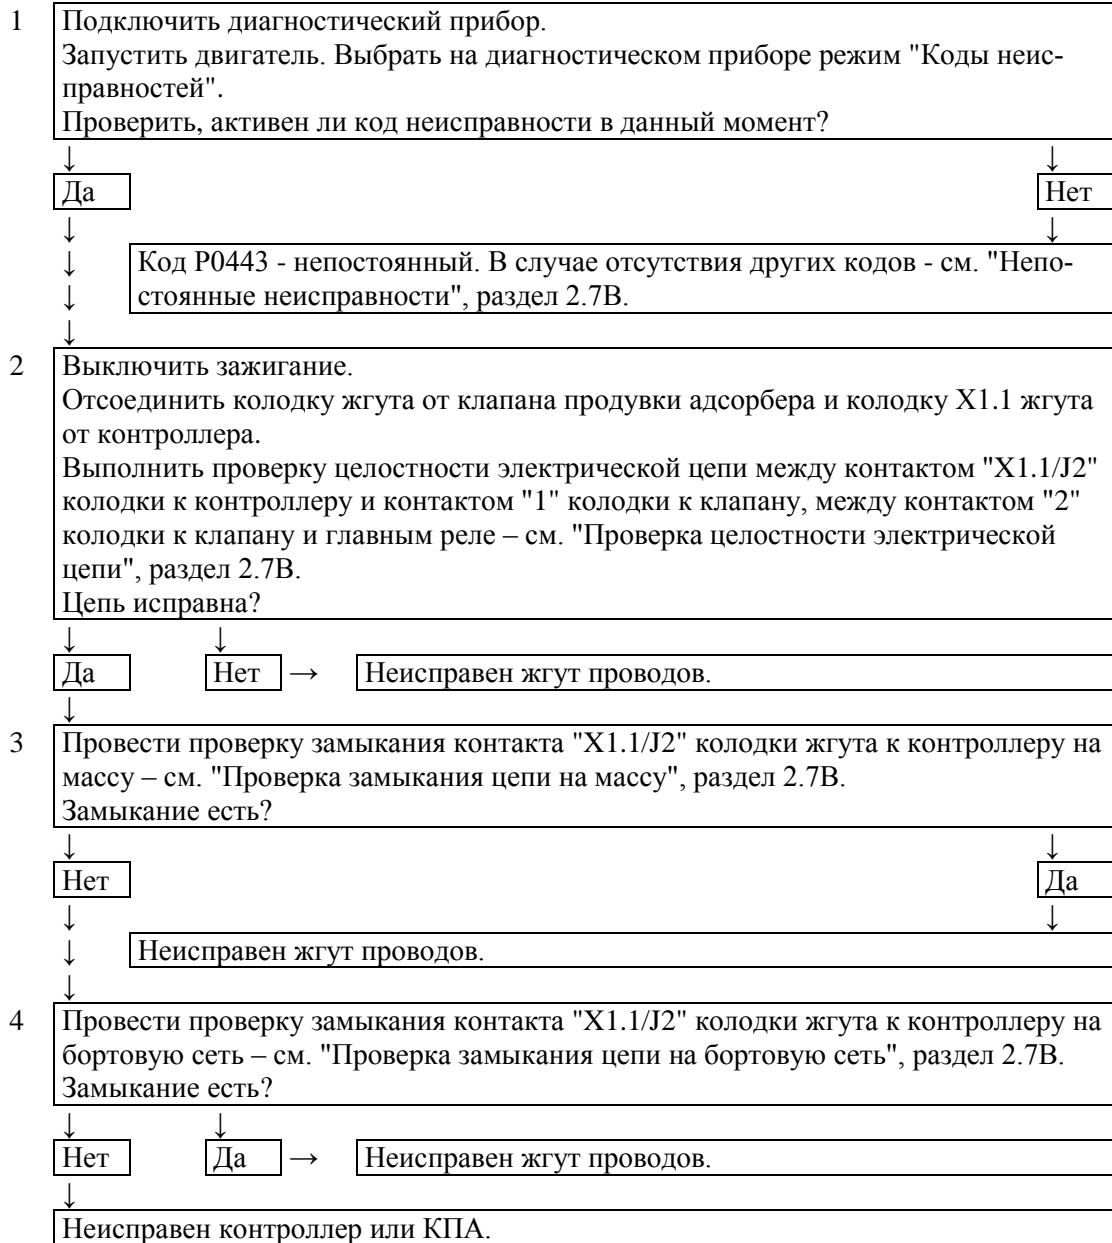 1 Подключить диагностический прибор.
Запустить двигатель. Выбрать на диагностическом приборе режим "Коды неис-
правностей".
Проверить, активен ли код неисправности в данный момент?
↓ ↓
Да Нет
↓ ↓
↓ Код Р0443 - непостоянный. В случае отсутствия других кодов - см. "Непо-
↓ стоянные неисправности", раздел 2.7В.
↓
2 Выключить зажигание.
Отсоединить колодку жгута от клапана продувки адсорбера и колодку Х1.1 жгута
от контроллера.
Выполнить проверку целостности электрической цепи между контактом "Х1.1/J2"
колодки к контроллеру и контактом "1" колодки к клапану, между контактом "2"
колодки к клапану и главным реле – см. "Проверка целостности электрической
цепи", раздел 2.7В.
Цепь исправна?
↓ ↓
Да Нет → Неисправен жгут проводов.
↓
3 Провести проверку замыкания контакта "Х1.1/J2" колодки жгута к контроллеру на
массу – см. "Проверка замыкания цепи на массу", раздел 2.7В.
Замыкание есть?
↓ ↓
Нет Да
↓ ↓
↓ Неисправен жгут проводов.
↓
4 Провести проверку замыкания контакта "Х1.1/J2" колодки жгута к контроллеру на
бортовую сеть – см. "Проверка замыкания цепи на бортовую сеть", раздел 2.7В.
Замыкание есть?
↓ ↓
Нет Да → Неисправен жгут проводов.
↓
Неисправен контроллер или КПА.